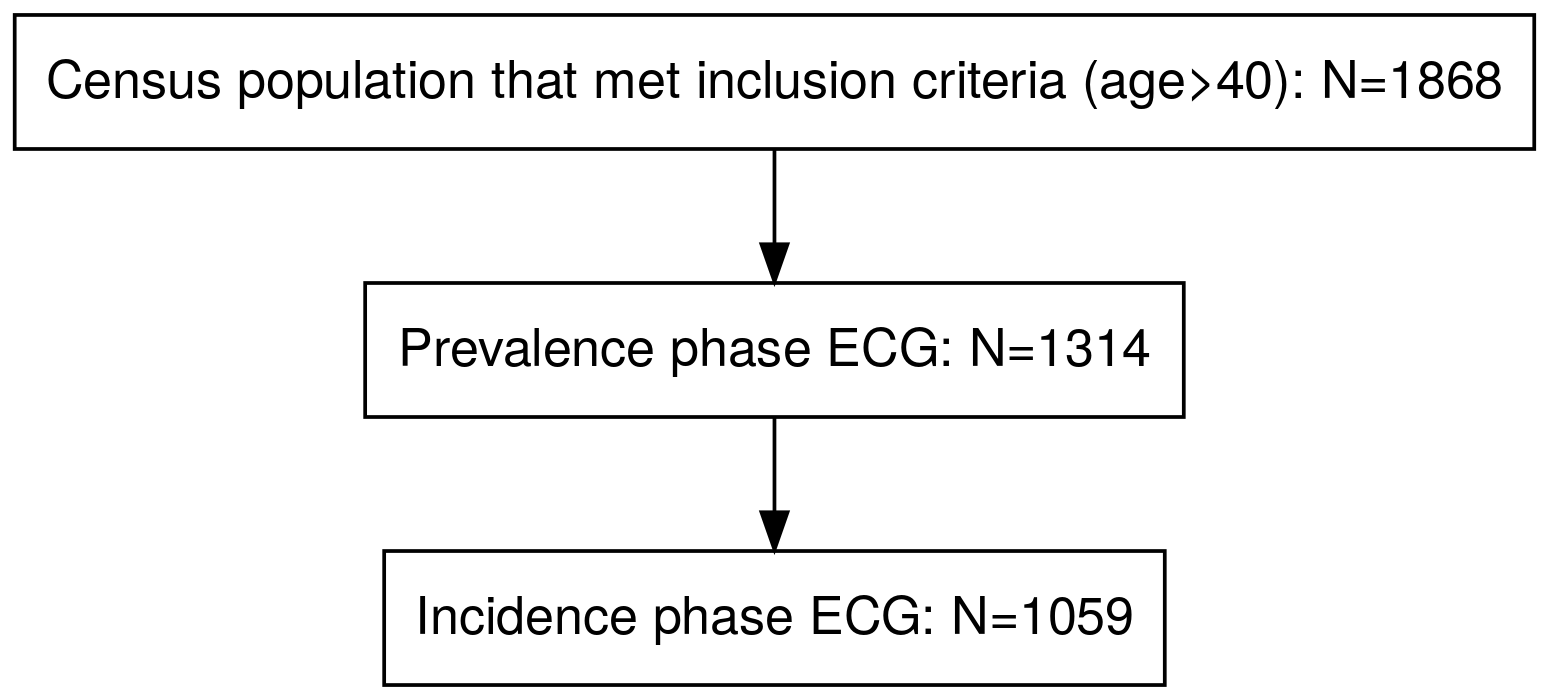 Census population that met inclusion criteria (age>40): N=1868
Prevalence phase ECG: N=1314
Incidence phase ECG: N=1059